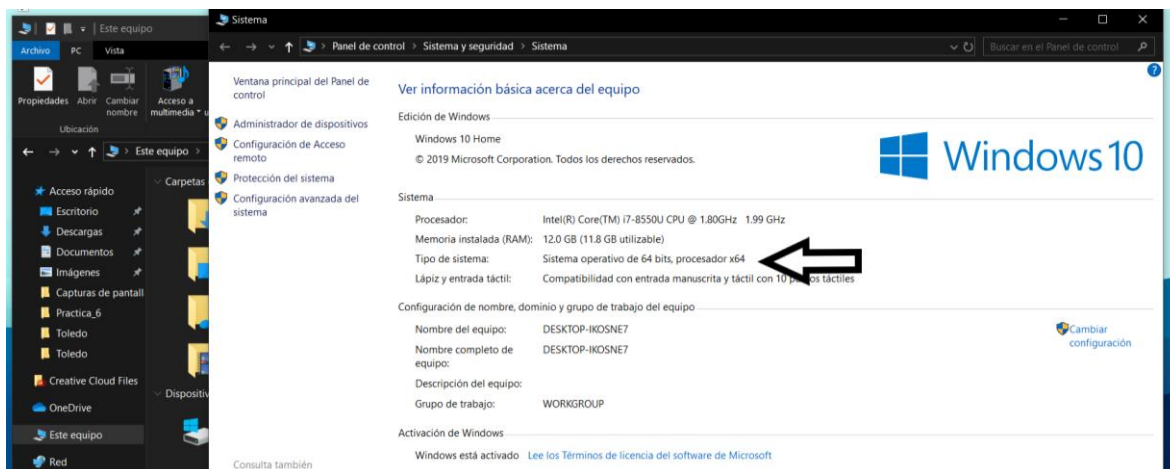 Este equipo
Archivo PC Vista
Propiedades Abrir Cambiar nombre Acceso a multimedia
Ubicación
Este equipo
Acceso rápido
Escritorio
Descargas
Documentos
Imágenes
Capturas de pantall
Practica_6
Toledo
Toledo
Creative Cloud Files
OneDrive
Este equipo
Red
Carpetas
Dispositiv
Sistema
Panel de control > Sistema y seguridad > Sistema
Buscar en el Panel de control
Ventana principal del Panel de
control
Administrador de dispositivos
Configuración de Acceso
remoto
Protección del sistema
Configuración avanzada del
sistema
Consulta también
Ver información básica acerca del equipo
Edición de Windows
Windows 10 Home
© 2019 Microsoft Corporation. Todos los derechos reservados.
Windows 10
Sistema
Procesador: Intel(R) Core(TM) i7-8550U CPU @ 1.80GHz 1.99 GHz
Memoria instalada (RAM): 12.0 GB (11.8 GB utilizable)
Tipo de sistema: Sistema operativo de 64 bits, procesador x64
Lápiz y entrada táctil: Compatibilidad con entrada manuscrita y táctil con 10 puntos táctiles
Configuración de nombre, dominio y grupo de trabajo del equipo
Nombre del equipo: DESKTOP-IKOSNE7
Cambiar
configuración
Nombre completo de
equipo: DESKTOP-IKOSNE7
Descripción del equipo:
Grupo de trabajo: WORKGROUP
Activación de Windows
Windows está activado Lee los Términos de licencia del software de Microsoft